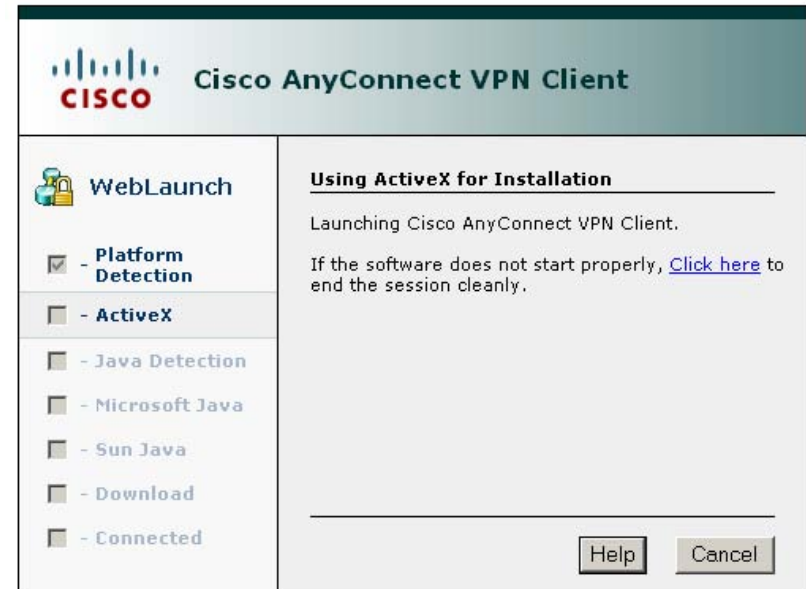 CISCO
Cisco AnyConnect VPN Client
WebLaunch
- Platform
Detection
- ActiveX
- Java Detection
- Microsoft Java
- Sun Java
- Download
- Connected
Using ActiveX for Installation
Launching Cisco AnyConnect VPN Client.
If the software does not start properly, Click here to
end the session cleanly.
Help
Cancel